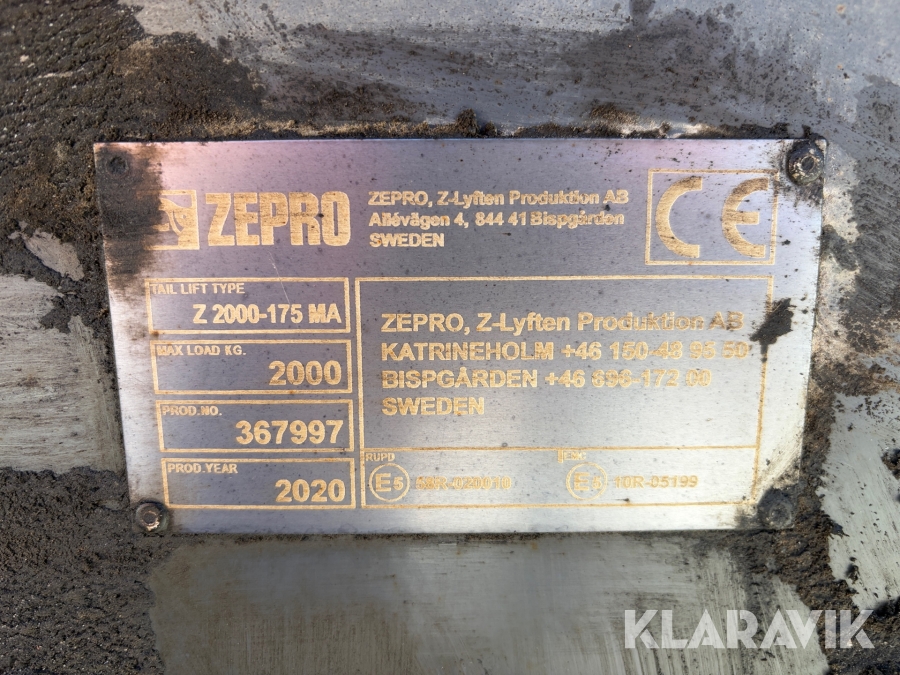 ZEPRO
ZEPRO, Z-Lyften Produktion AB
Allévägen 4, 844 41 Bispgården
SWEDEN
CE
TAIL LIFT TYPE
Z 2000-175 MA
MAX LOAD KG.
2000
PROD.NO.
367997
PROD.YEAR
2020
ZEPRO, Z-Lyften Produktion AB
KATRINEHOLM +46 150-48 95 50
BISPGÅRDEN +46 696-172 00
SWEDEN
RUPD
E5
E4 10R-05199
KLARAVIK